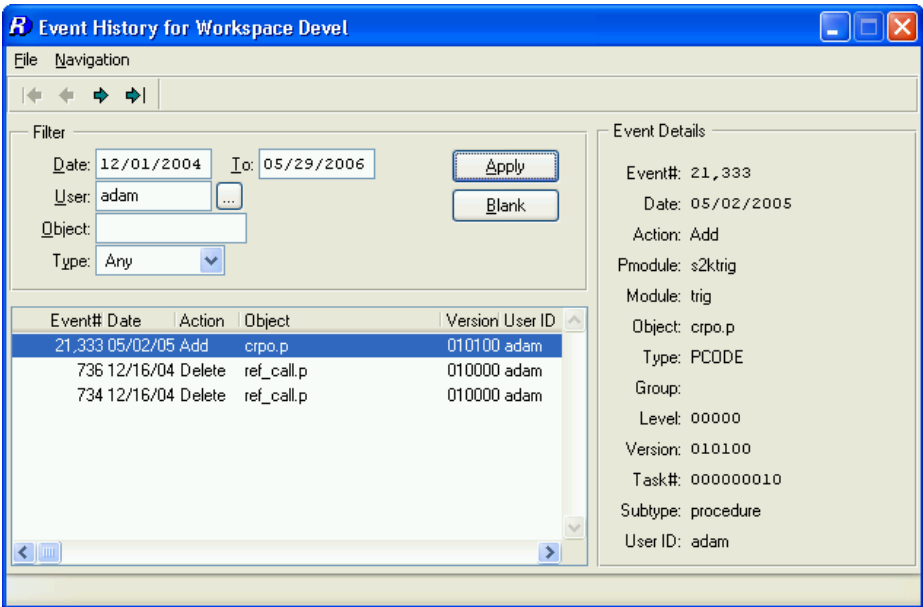 R Event History for Workspace Devel
File Navigation
Filter
Date: 12/01/2004 To: 05/29/2006 Apply
User: adam ... Blank
Object:
Type: Any
Event# Date Action Object Version User ID
21,333 05/02/05 Add crpo.p 010100 adam
736 12/16/04 Delete ref_call.p 010000 adam
734 12/16/04 Delete ref_call.p 010000 adam
Event Details
Event#: 21,333
Date: 05/02/2005
Action: Add
Pmodule: s2ktrig
Module: trig
Object: crpo.p
Type: PCODE
Group:
Level: 00000
Version: 010100
Task#: 000000010
Subtype: procedure
User ID: adam